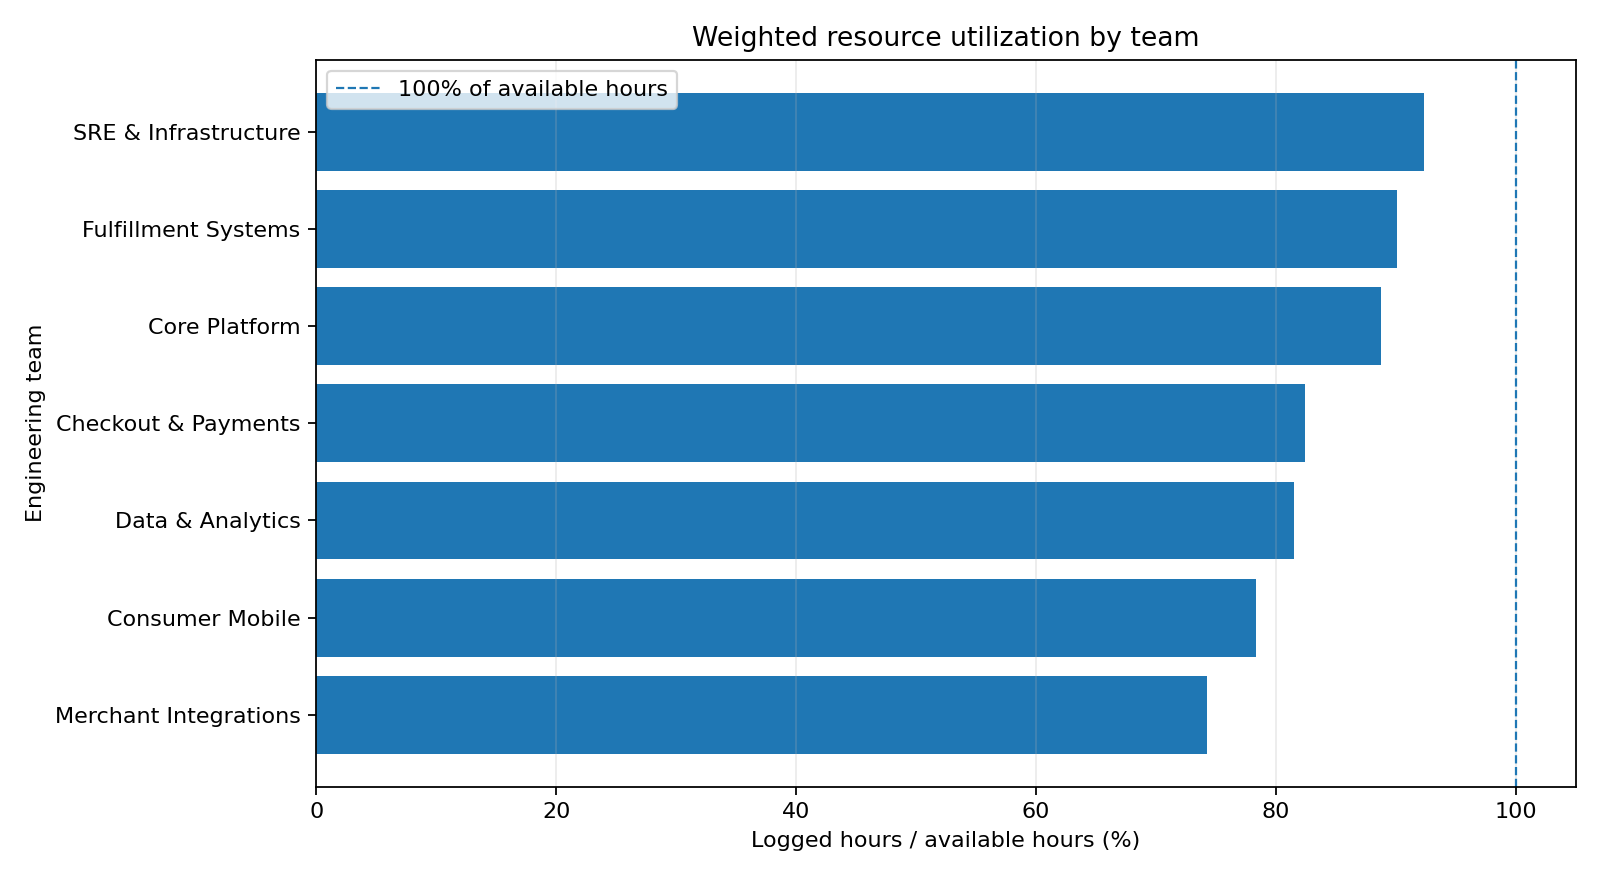 Weighted resource utilization by team
100% of available hours
SRE & Infrastructure
Fulfillment Systems
Core Platform
Checkout & Payments
Data & Analytics
Consumer Mobile
Merchant Integrations
Engineering team
0 20 40 60 80 100
Logged hours / available hours (%)